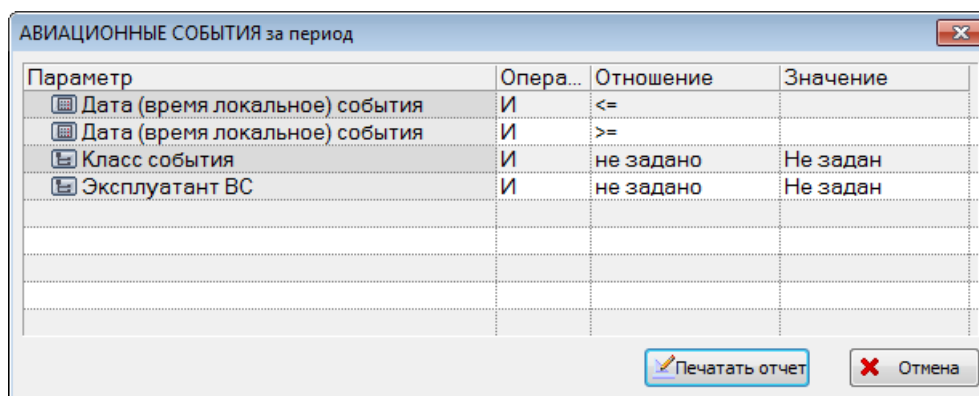 АВИАЦИОННЫЕ СОБЫТИЯ за период
Параметр Опера... Отношение Значение
Дата (время локальное) события И <=
Дата (время локальное) события И >=
Класс события И не задано Не задан
Эксплуатант ВС И не задано Не задан
Печатать отчет Отмена